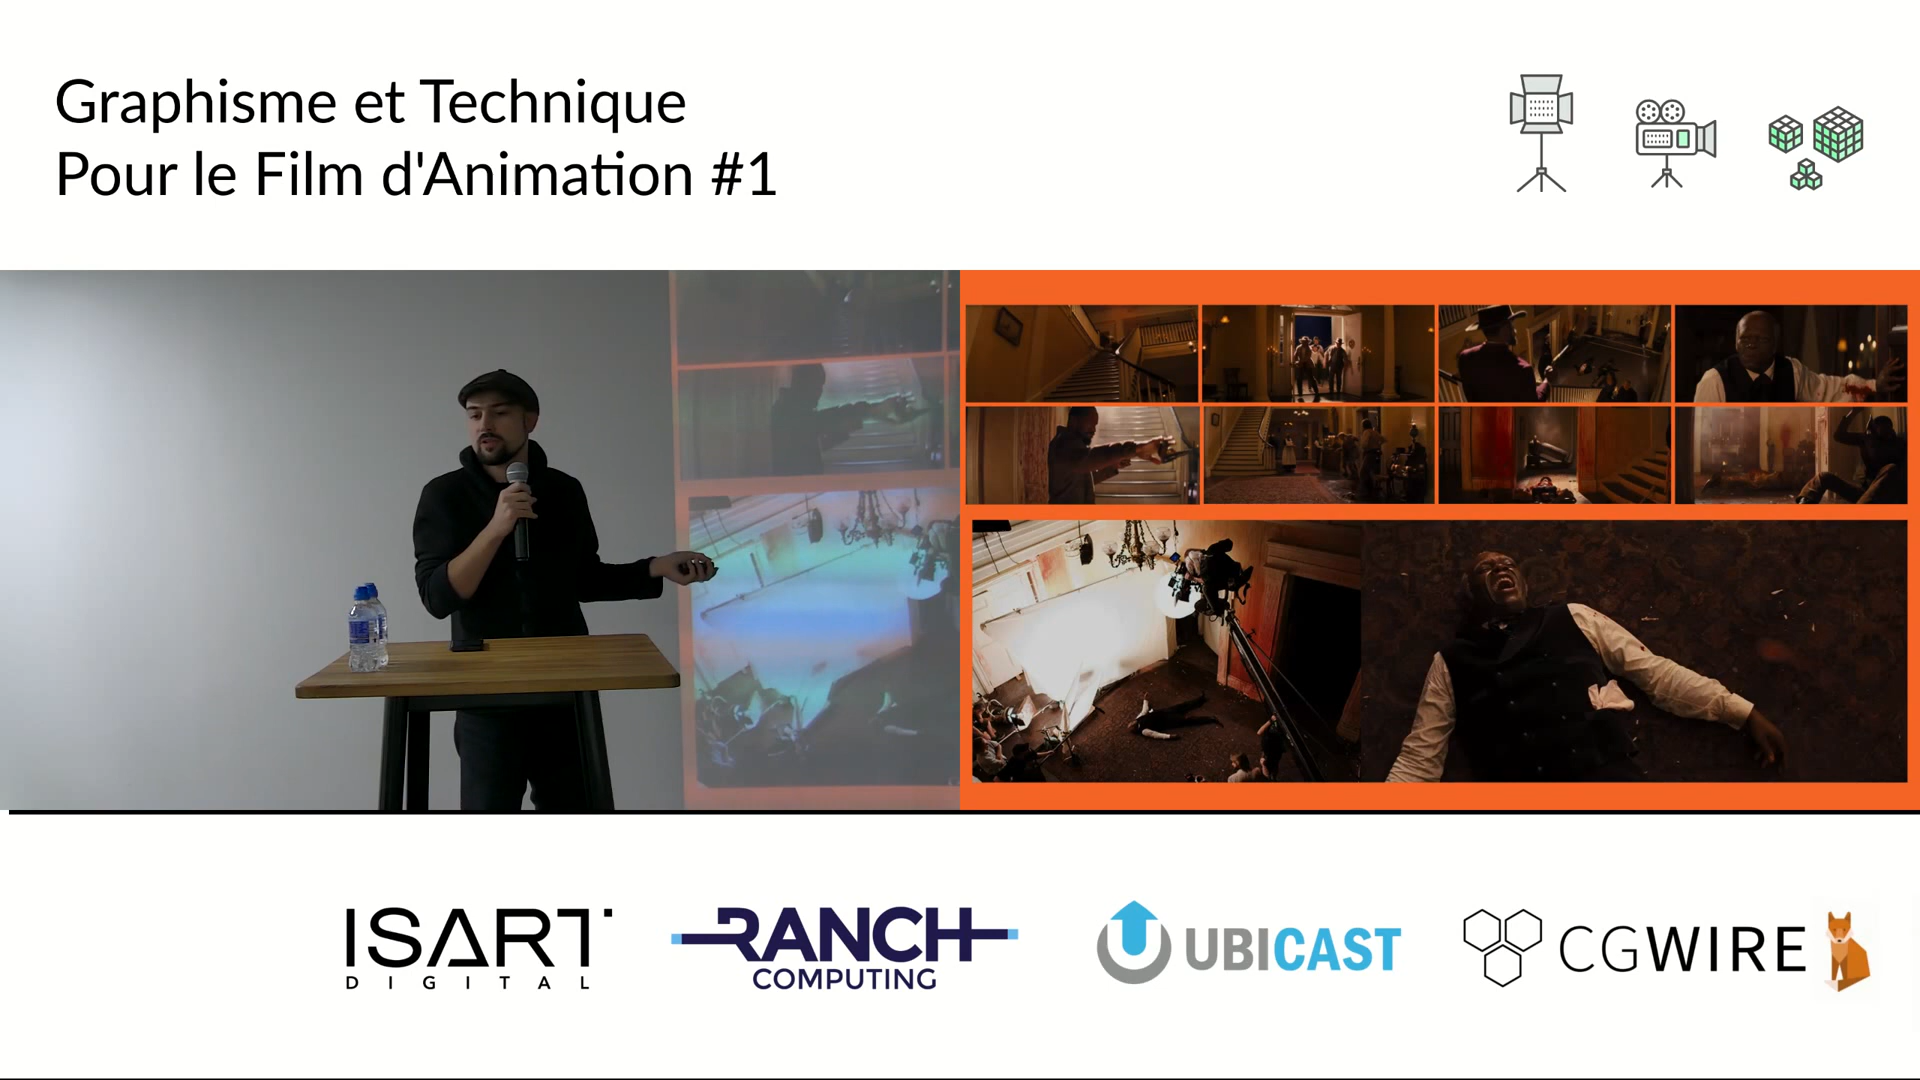 Graphisme et Technique
Pour le Film d'Animation #1
ISART
DIGITAL
RANCH
COMPUTING
UBICAST
CGWIRE